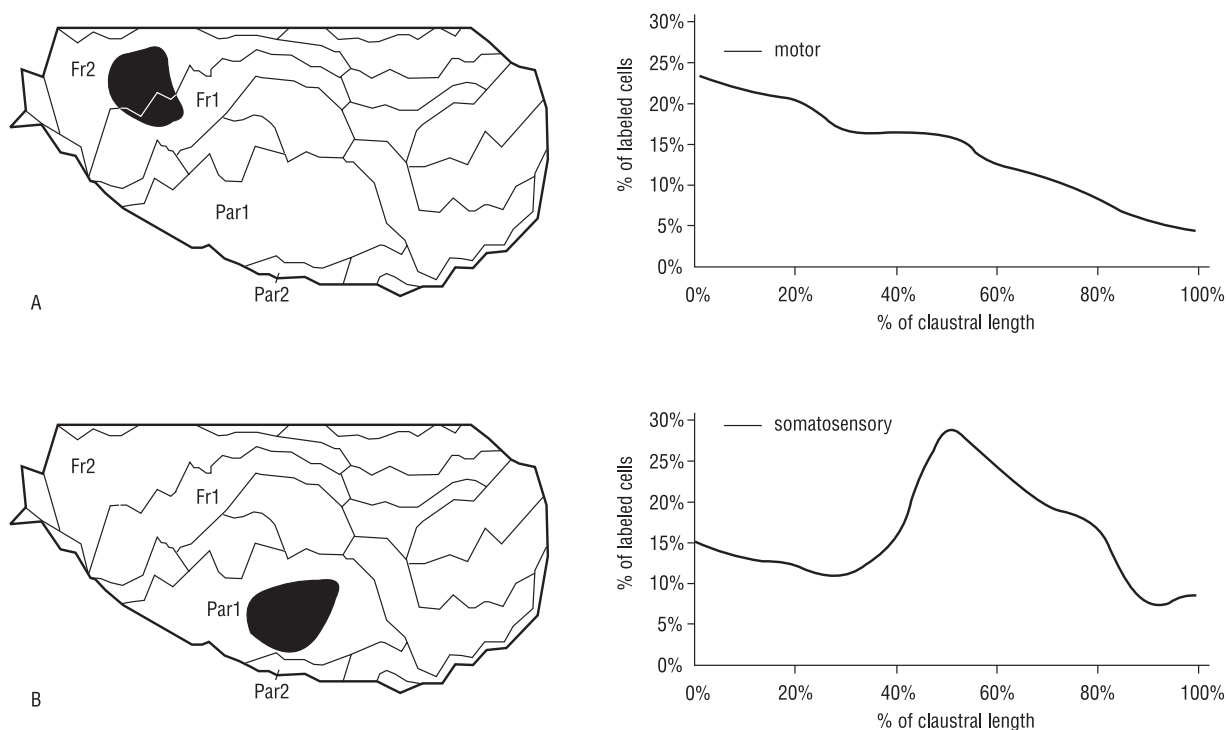 Fr2
Fr1
Par1
Par2
A
30%
25%
20%
15%
10%
5%
0%
% of labeled cells
motor
0% 20% 40% 60% 80% 100%
% of claustral length
Fr2
Fr1
Par1
Par2
B
30%
25%
20%
15%
10%
5%
0%
% of labeled cells
somatosensory
0% 20% 40% 60% 80% 100%
% of claustral length